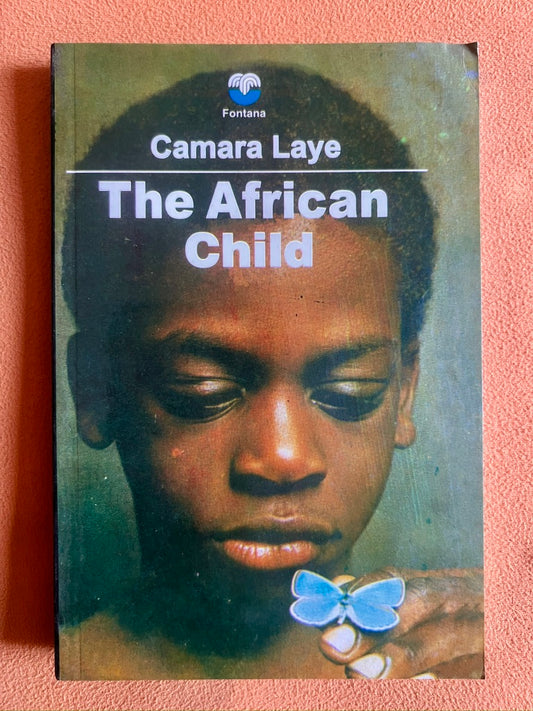 Fontana
Camara Laye
The African
Child